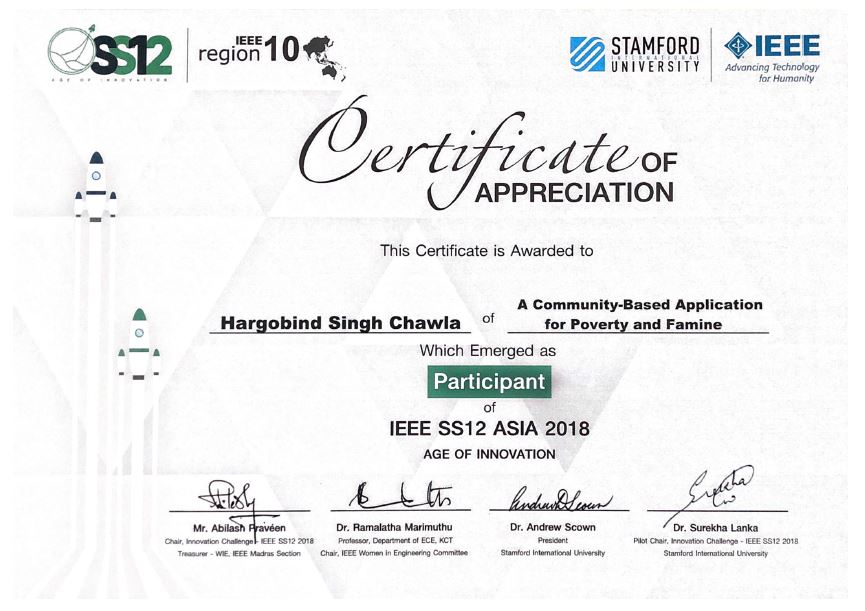 SS12
AGE OF INNOVATION
IEEE
region 10
STAMFORD
INTERNATIONAL
UNIVERSITY
IEEE
Advancing Technology
for Humanity
Certificate OF
APPRECIATION
This Certificate is Awarded to
Hargobind Singh Chawla of A Community-Based Application
for Poverty and Famine
Which Emerged as
Participant
of
IEEE SS12 ASIA 2018
AGE OF INNOVATION
Mr. Abilash Praveen
Chair, Innovation Challenge - IEEE SS12 2018
Treasurer - WIE, IEEE Madras Section
Dr. Ramalatha Marimuthu
Professor, Department of ECE, KCT
Chair, IEEE Women In Engineering Committee
Andrew Scown
Dr. Andrew Scown
President
Stamford International University
Surekha
Dr. Surekha Lanka
Pilot Chair, Innovation Challenge - IEEE SS12 2018
Stamford International University